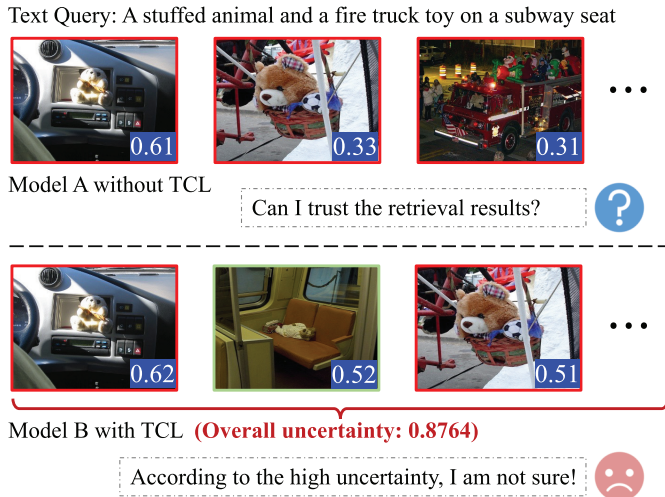 Text Query: A stuffed animal and a fire truck toy on a subway seat
0.61
0.33
0.31
...
Model A without TCL
Can I trust the retrieval results?
?
0.62
0.52
0.51
...
Model B with TCL (Overall uncertainty: 0.8764)
According to the high uncertainty, I am not sure!